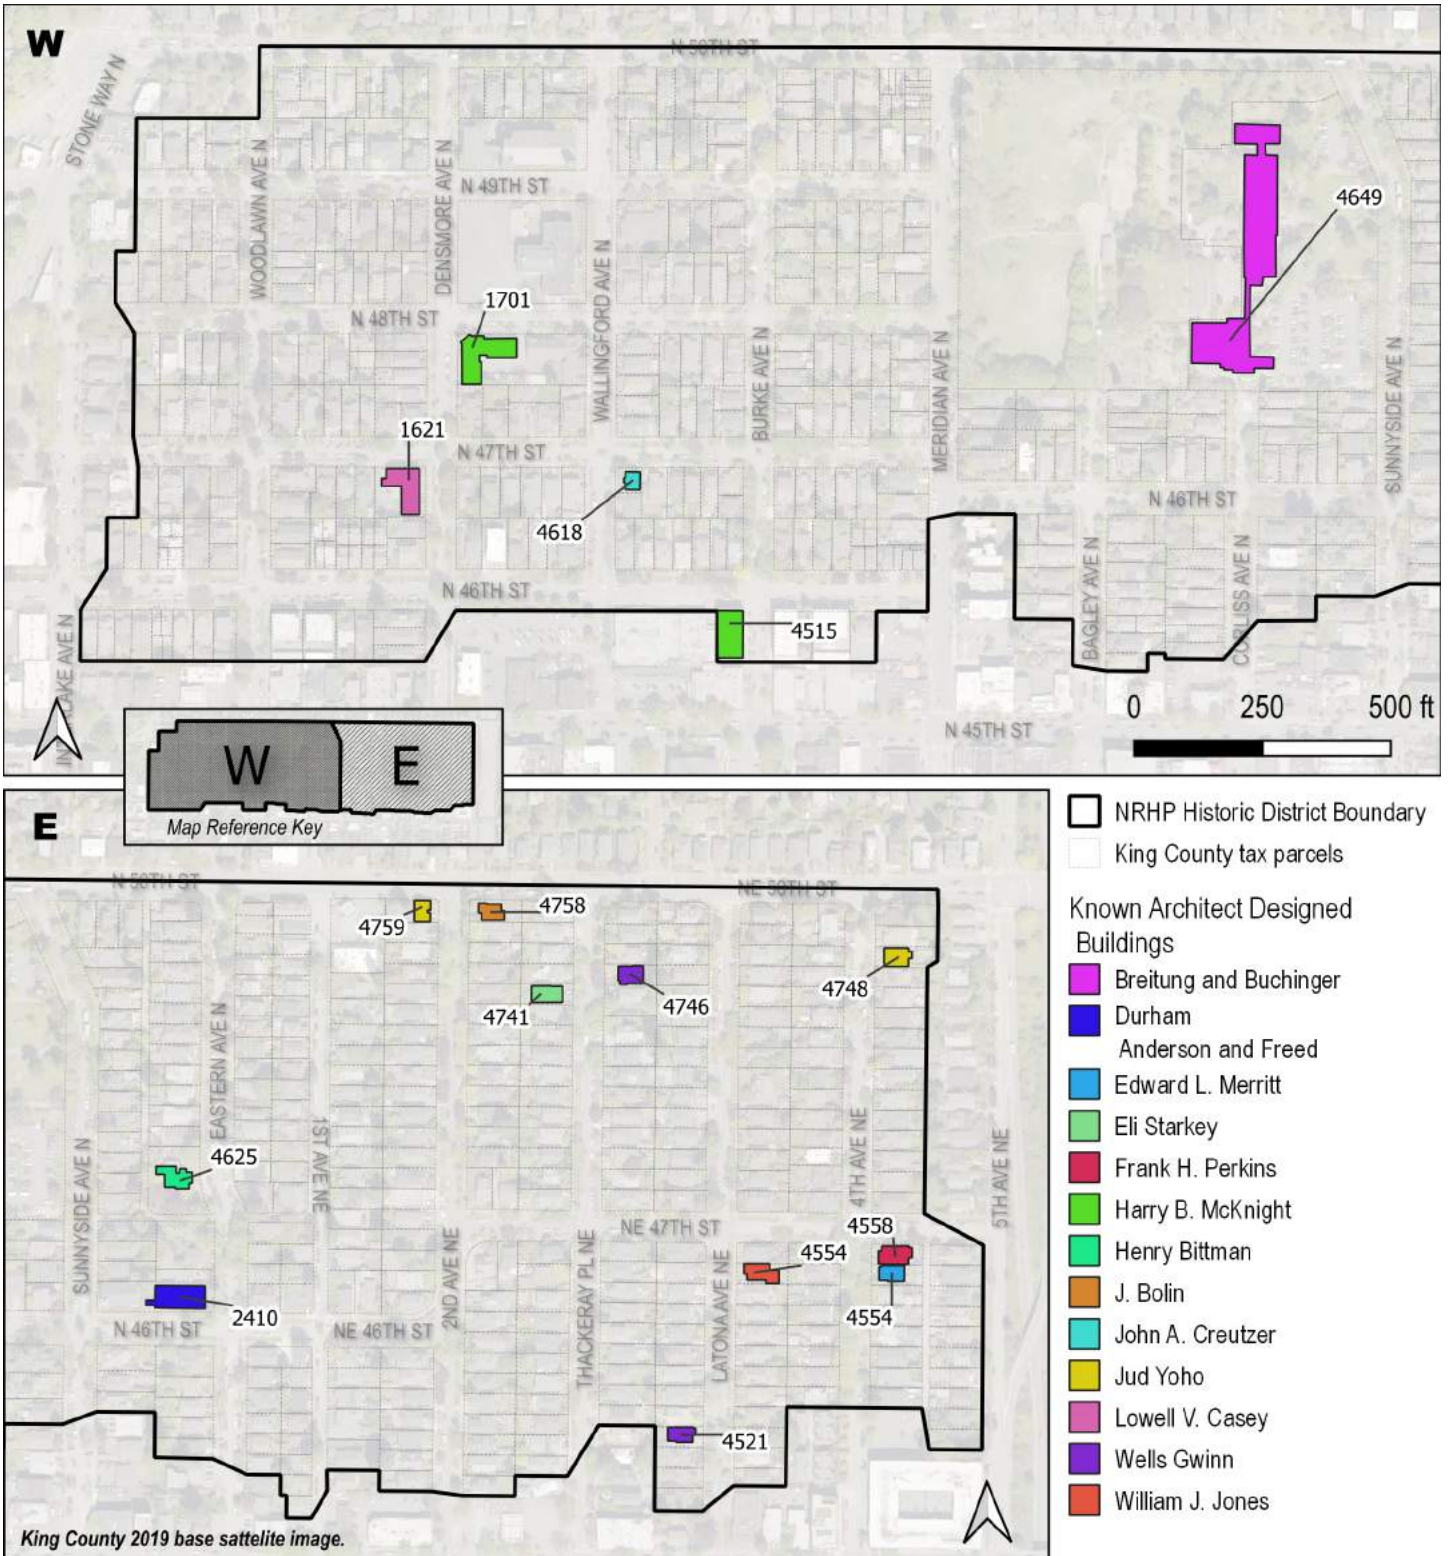 W
N 50TH ST
STONE WAY N
WOODLAWN AVE N
DENSMORE AVE N
N 49TH ST
4649
WALLINGFORD AVE N
1701
N 48TH ST
BURKE AVE N
MERIDIAN AVE N
SUNNYSIDE AVE N
1621
N 47TH ST
4618
N 46TH ST
N 46TH ST
BAGLEY AVE N
CORLISS AVE N
4515
LAKE AVE N
0 250 500 ft
N 45TH ST
W E
Map Reference Key
E
N 50TH ST
NE 50TH ST
4759
4758
4741
4746
4748
EASTERN AVE N
1ST AVE NE
4TH AVE NE
5TH AVE NE
SUNNYSIDE AVE N
4625
NE 47TH ST
4558
4554
2ND AVE NE
THACKERAY PL NE
LATONA AVE NE
2410
4554
N 46TH ST
NE 46TH ST
4521
King County 2019 base sattelite image.
NRHP Historic District Boundary
King County tax parcels
Known Architect Designed
Buildings
Breitung and Buchinger
Durham
Anderson and Freed
Edward L. Merritt
Eli Starkey
Frank H. Perkins
Harry B. McKnight
Henry Bittman
J. Bolin
John A. Creutzer
Jud Yoho
Lowell V. Casey
Wells Gwinn
William J. Jones